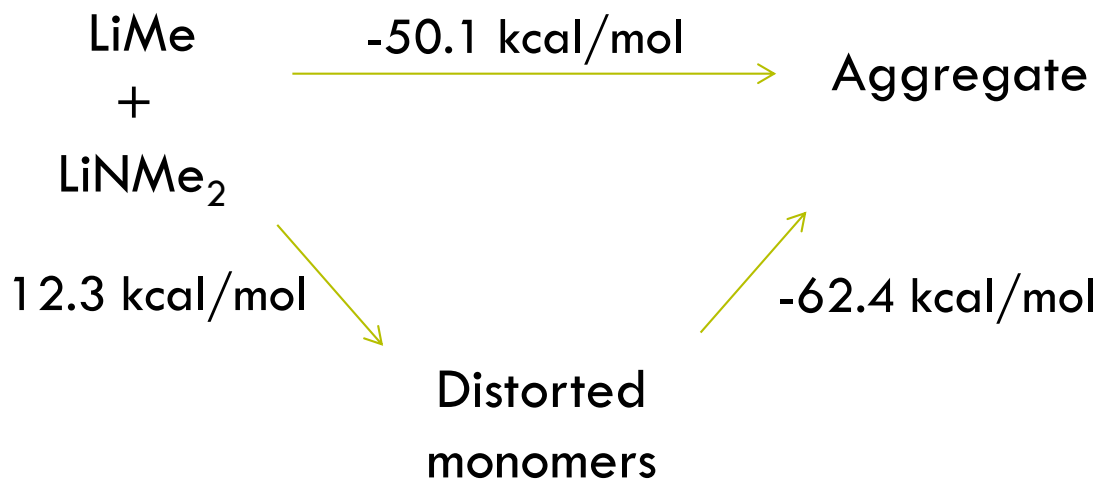 LiMe
+
LiNMe₂
-50.1 kcal/mol
Aggregate
12.3 kcal/mol
-62.4 kcal/mol
Distorted
monomers